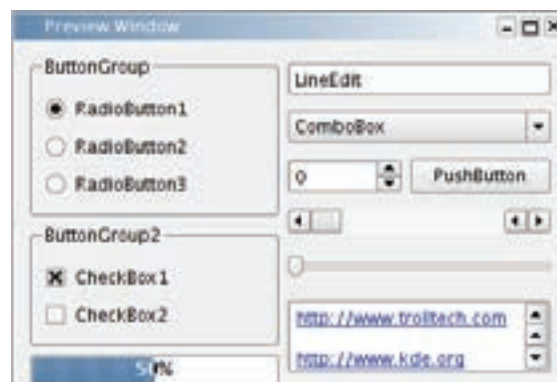 Preview Window
ButtonGroup
RadioButton1
RadioButton2
RadioButton3
ButtonGroup2
CheckBox1
CheckBox2
50%
LineEdit
ComboBox
0
PushButton
http://www.trolltech.com
http://www.kde.org